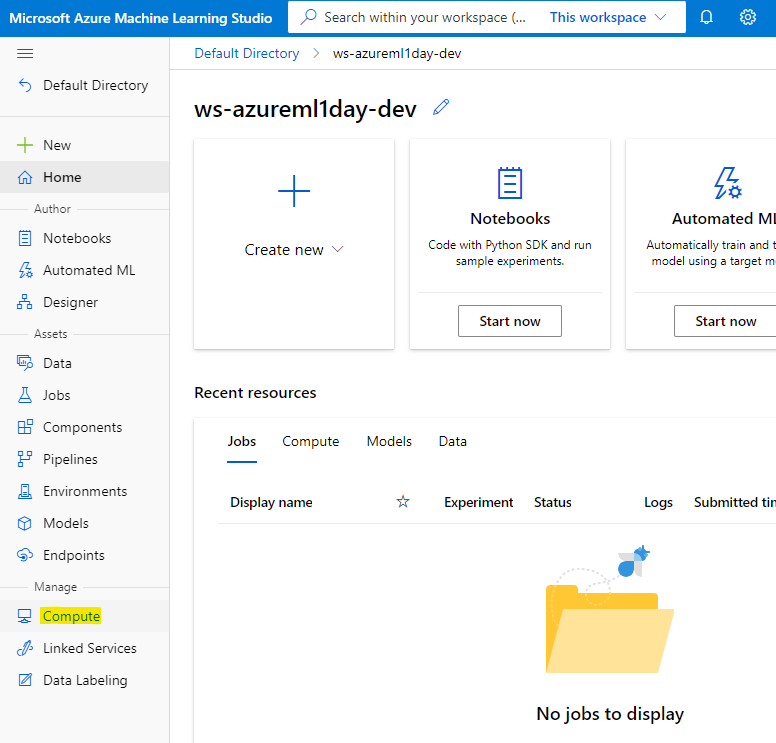 Microsoft Azure Machine Learning Studio
Search within your workspace (...
This workspace
Default Directory
New
Home
Author
Notebooks
Automated ML
Designer
Assets
Data
Jobs
Components
Pipelines
Environments
Models
Endpoints
Manage
Compute
Linked Services
Data Labeling
Default Directory > ws-azureml1day-dev
ws-azureml1day-dev
Create new
Notebooks
Code with Python SDK and run
sample experiments.
Start now
Automated ML
Automatically train and t
model using a target m
Start now
Recent resources
Jobs Compute Models Data
Display name Experiment Status Logs Submitted tim
No jobs to display